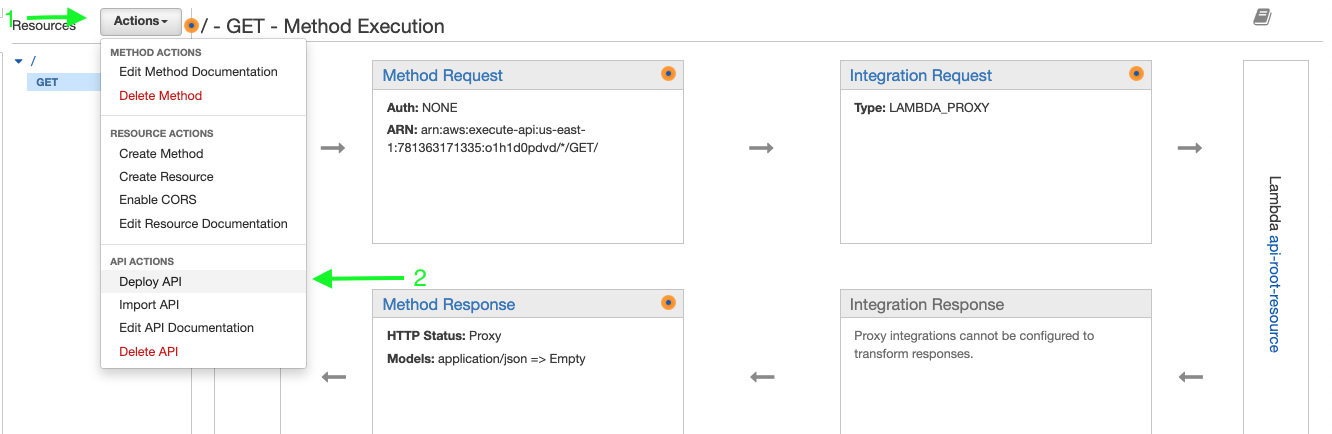 1
Resources
Actions
/ - GET - Method Execution
METHOD ACTIONS
Edit Method Documentation
Delete Method
RESOURCE ACTIONS
Create Method
Create Resource
Enable CORS
Edit Resource Documentation
API ACTIONS
Deploy API
Import API
Edit API Documentation
Delete API
2
/
GET
Method Request
Auth: NONE
ARN: arn:aws:execute-api:us-east-
1:781363171335:o1h1d0pdvd/*/GET/
Integration Request
Type: LAMBDA_PROXY
Lambda api-root-resource
Method Response
HTTP Status: Proxy
Models: application/json => Empty
Integration Response
Proxy integrations cannot be configured to
transform responses.